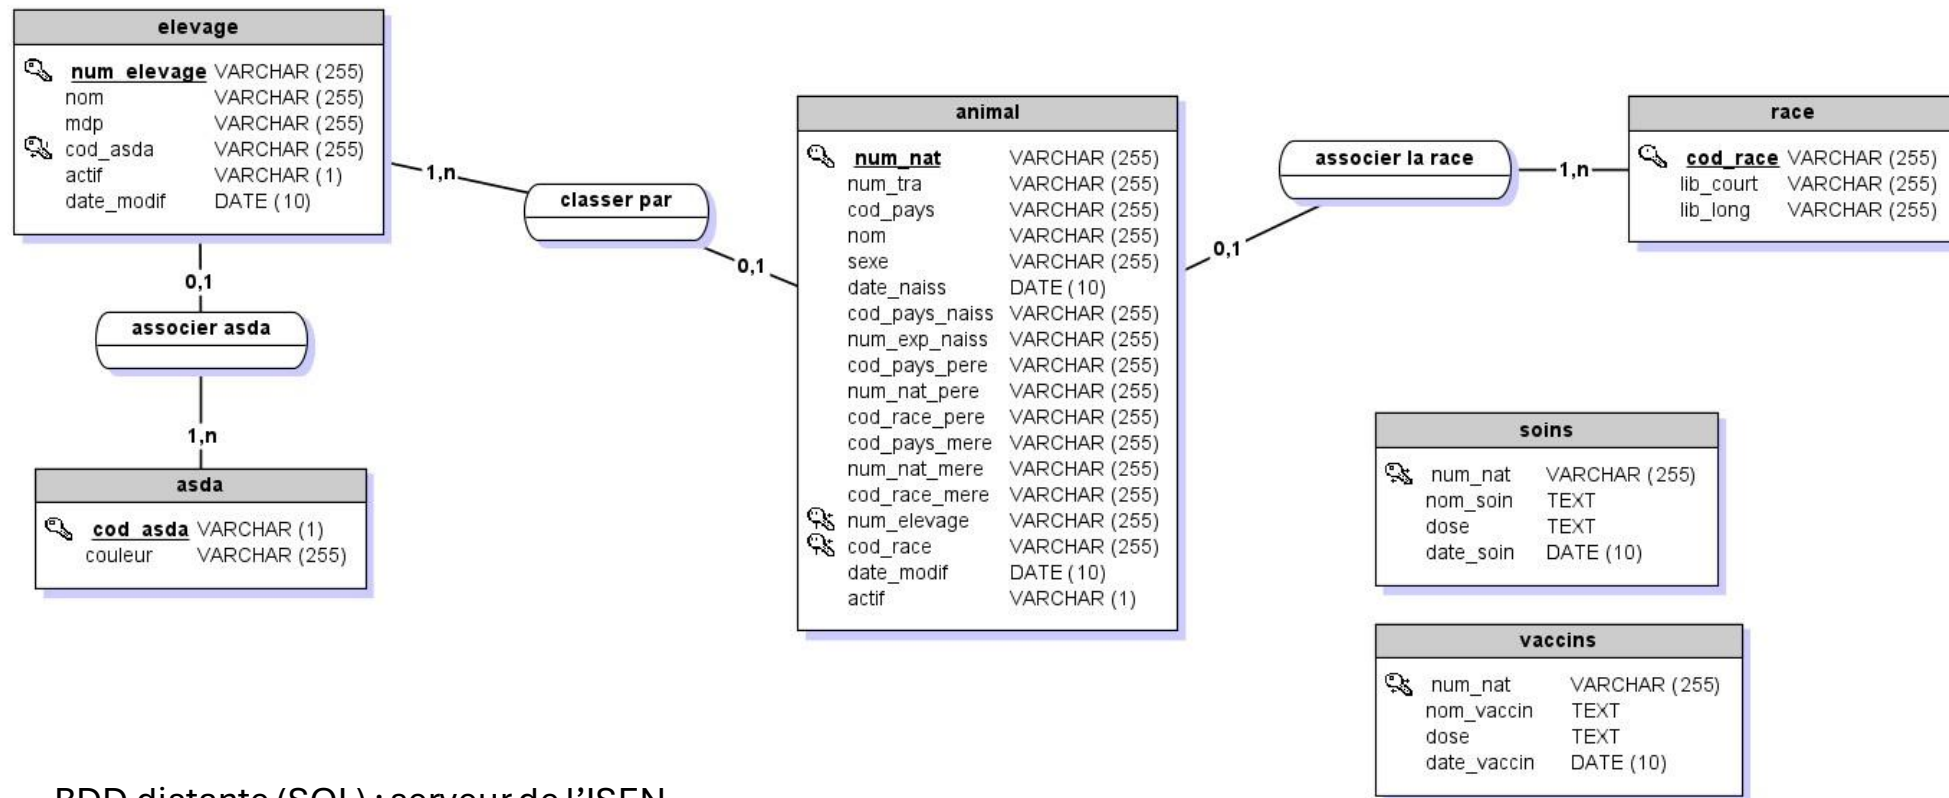 elevage
num_elevage VARCHAR (255)
nom VARCHAR (255)
mdp VARCHAR (255)
cod_asda VARCHAR (255)
actif VARCHAR (1)
date_modif DATE (10)
1,n
classer par
0,1
0,1
associer asda
1,n
asda
cod_asda VARCHAR (1)
couleur VARCHAR (255)
animal
num_nat VARCHAR (255)
num_tra VARCHAR (255)
cod_pays VARCHAR (255)
nom VARCHAR (255)
sexe VARCHAR (255)
date_naiss DATE (10)
cod_pays_naiss VARCHAR (255)
num_exp_naiss VARCHAR (255)
cod_pays_pere VARCHAR (255)
num_nat_pere VARCHAR (255)
cod_race_pere VARCHAR (255)
cod_pays_mere VARCHAR (255)
num_nat_mere VARCHAR (255)
cod_race_mere VARCHAR (255)
num_elevage VARCHAR (255)
cod_race VARCHAR (255)
date_modif DATE (10)
actif VARCHAR (1)
associer la race
0,1
1,n
race
cod_race VARCHAR (255)
lib_court VARCHAR (255)
lib_long VARCHAR (255)
soins
num_nat VARCHAR (255)
nom_soin TEXT
dose TEXT
date_soin DATE (10)
vaccins
num_nat VARCHAR (255)
nom_vaccin TEXT
dose TEXT
date_vaccin DATE (10)
BDD distante (SQL) : serveur de l'ISEN